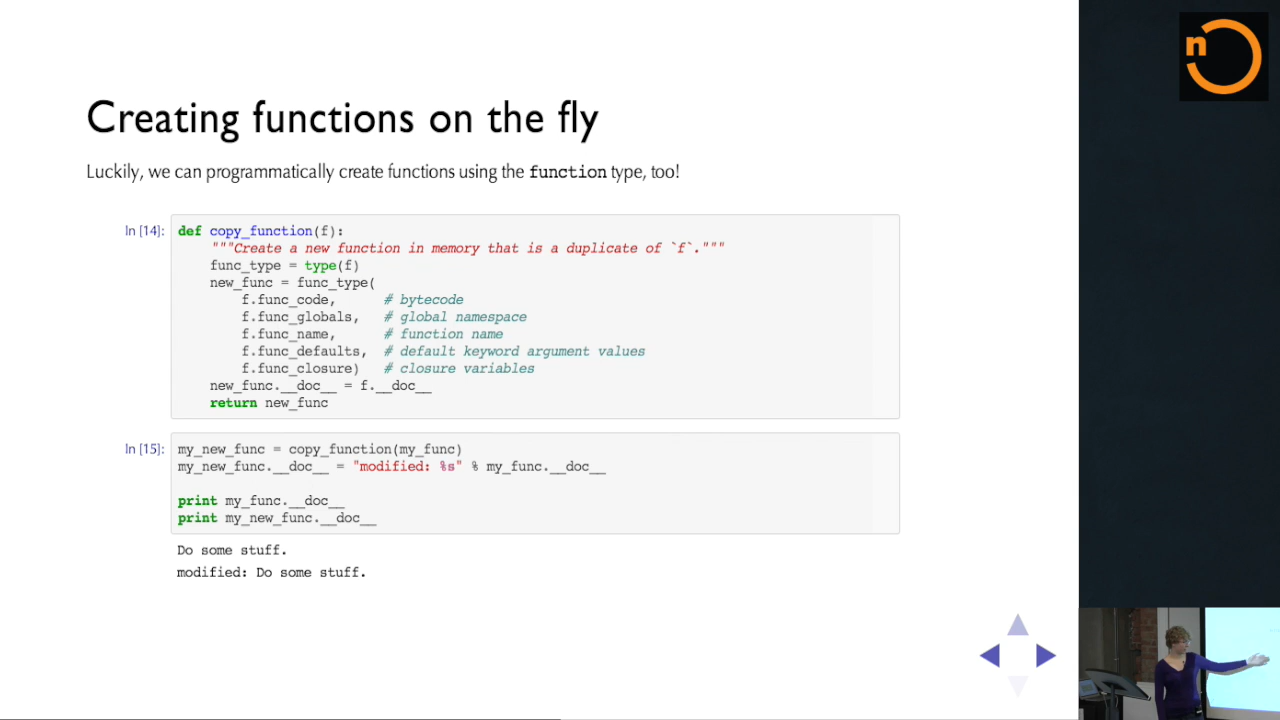 n
Creating functions on the fly
Luckily, we can programmatically create functions using the function type, too!
In [14]: def copy_function(f):
"""Create a new function in memory that is a duplicate of `f`."""
func_type = type(f)
new_func = func_type(
f.func_code, # bytecode
f.func_globals, # global namespace
f.func_name, # function name
f.func_defaults, # default keyword argument values
f.func_closure) # closure variables
new_func.__doc__ = f.__doc__
return new_func
In [15]: my_new_func = copy_function(my_func)
my_new_func.__doc__ = "modified: %s" % my_func.__doc__
print my_func.__doc__
print my_new_func.__doc__
Do some stuff.
modified: Do some stuff.